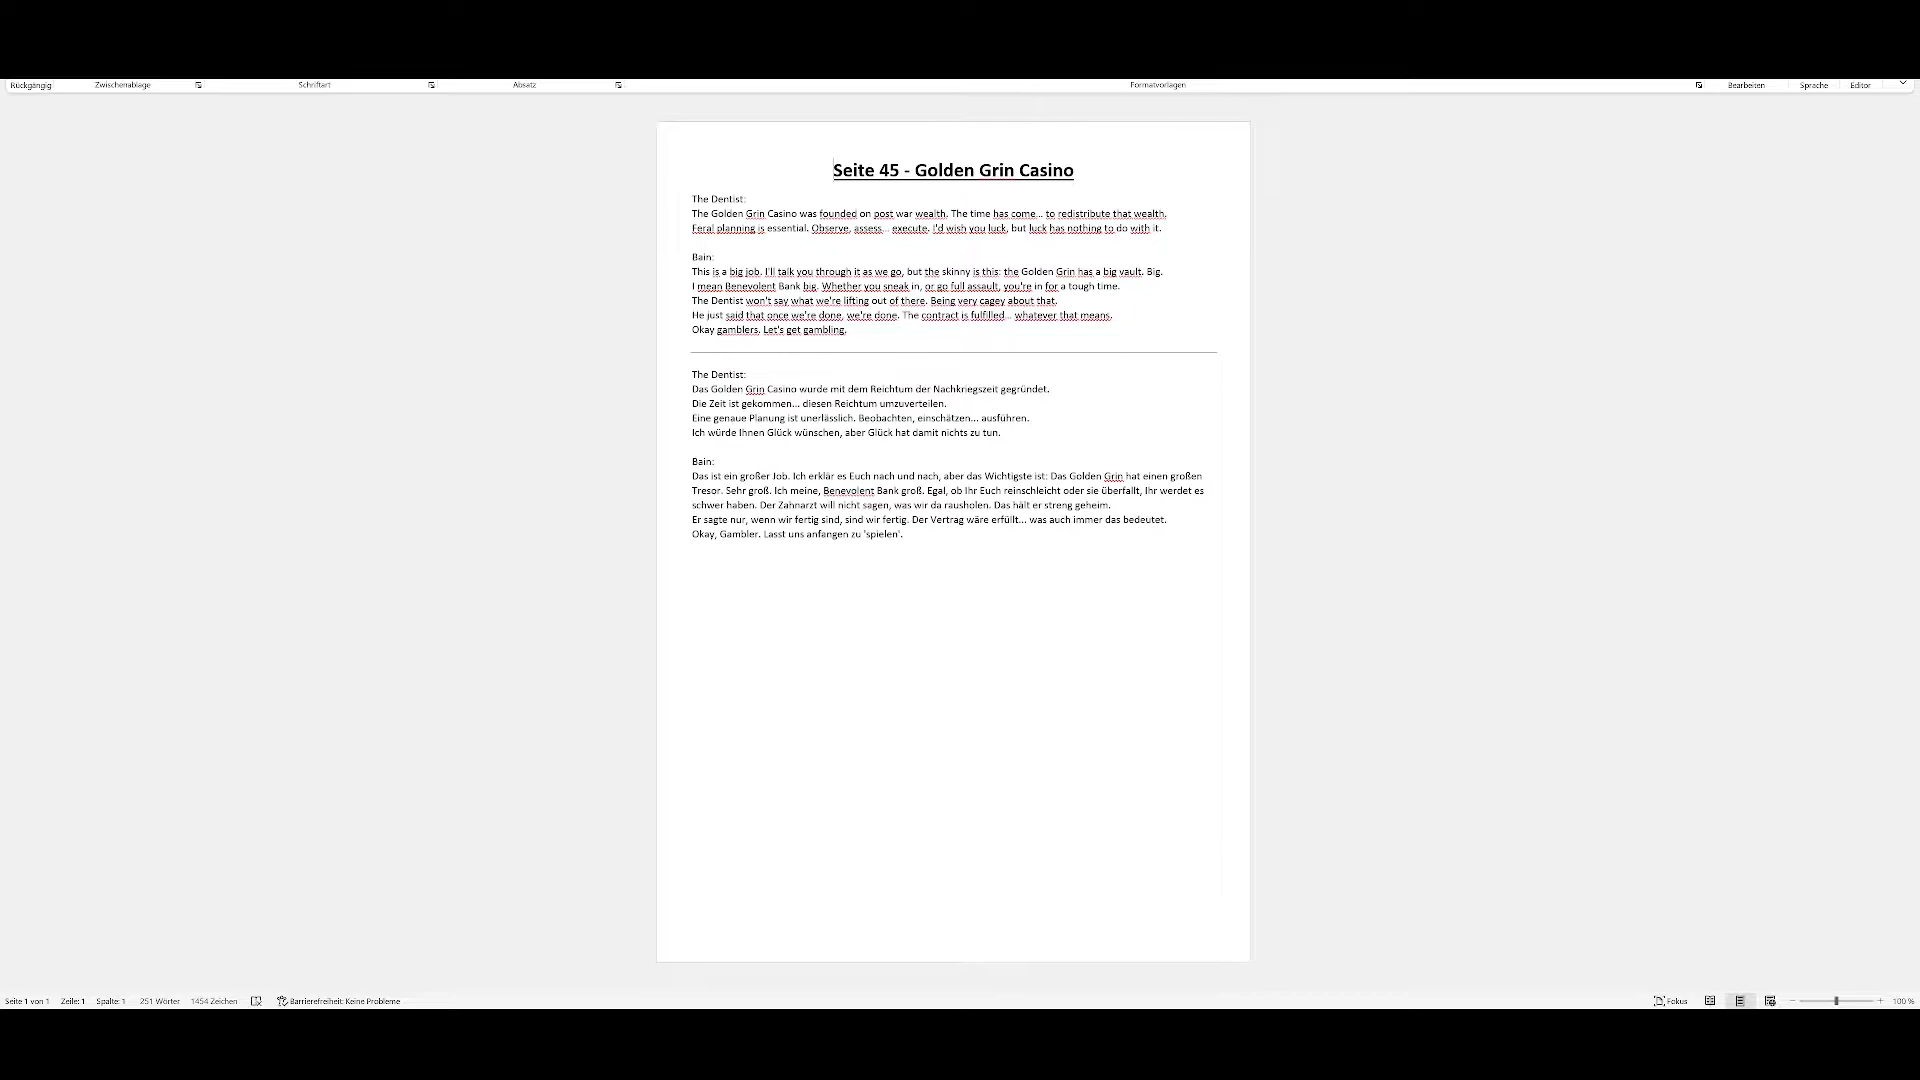 Rückgängig Zwischenablage Schriftart Absatz Formatvorlagen Bearbeiten Sprache Editor
Seite 45 - Golden Grin Casino
The Dentist:
The Golden Grin Casino was founded on post war wealth. The time has come... to redistribute that wealth.
Feral planning is essential. Observe, assess... execute. I'd wish you luck, but luck has nothing to do with it.
Bain:
This is a big job. I'll talk you through it as we go, but the skinny is this: the Golden Grin has a big vault. Big.
I mean Benevolent Bank big. Whether you sneak in, or go full assault, you're in for a tough time.
The Dentist won't say what we're lifting out of there. Being very cagey about that.
He just said that once we're done, we're done. The contract is fulfilled... whatever that means.
Okay gamblers. Let's get gambling.
The Dentist:
Das Golden Grin Casino wurde mit dem Reichtum der Nachkriegszeit gegründet.
Die Zeit ist gekommen... diesen Reichtum umzuverteilen.
Eine genaue Planung ist unerlässlich. Beobachten, einschätzen... ausführen.
Ich würde Ihnen Glück wünschen, aber Glück hat damit nichts zu tun.
Bain:
Das ist ein großer Job. Ich erklär es Euch nach und nach, aber das Wichtigste ist: Das Golden Grin hat einen großen
Tresor. Sehr groß. Ich meine, Benevolent Bank groß. Egal, ob Ihr Euch reinschleicht oder sie überfallt, Ihr werdet es
schwer haben. Der Zahnarzt will nicht sagen, was wir da rausholen. Das hält er streng geheim.
Er sagte nur, wenn wir fertig sind, sind wir fertig. Der Vertrag wäre erfüllt... was auch immer das bedeutet.
Okay, Gambler. Lasst uns anfangen zu 'spielen'.
Seite 1 von 1 Zeile: 1 Spalte: 1 251 Wörter 1454 Zeichen Barrierefreiheit: Keine Probleme Fokus 100 %